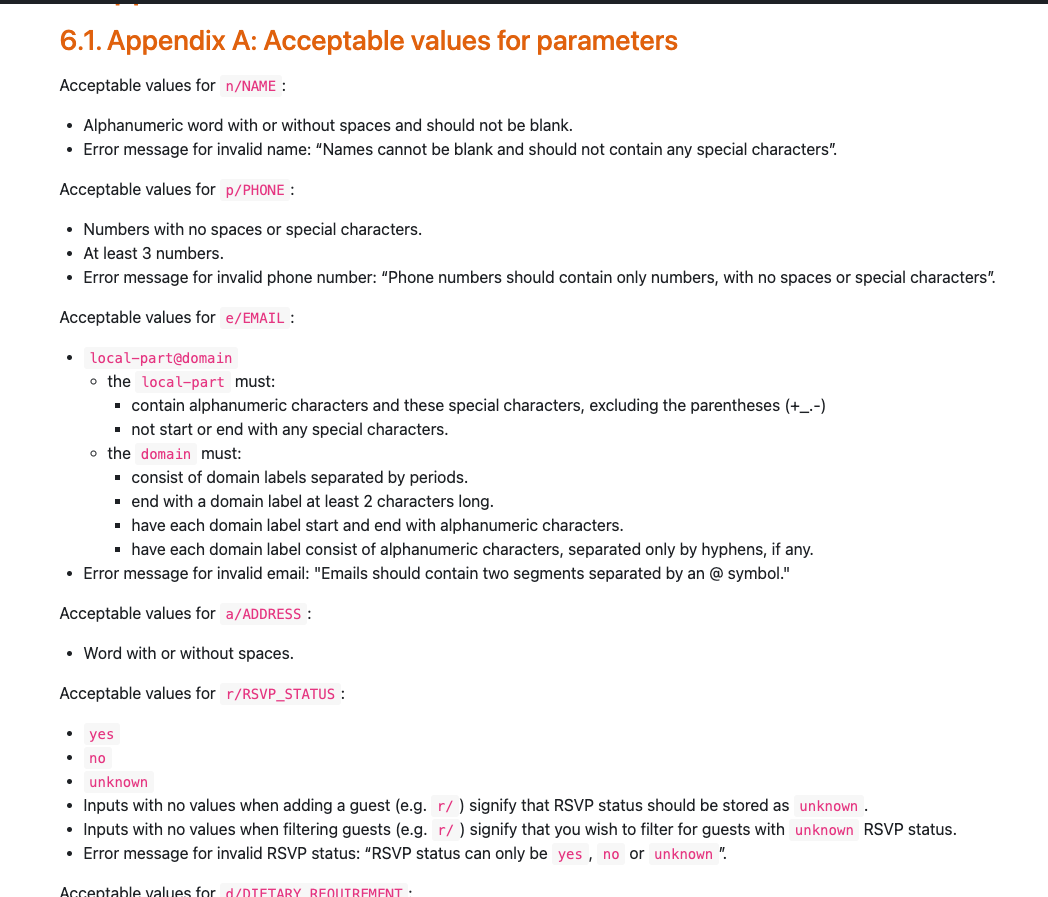 6.1. Appendix A: Acceptable values for parameters
Acceptable values for n/NAME :
• Alphanumeric word with or without spaces and should not be blank.
• Error message for invalid name: “Names cannot be blank and should not contain any special characters”.
Acceptable values for p/PHONE :
• Numbers with no spaces or special characters.
• At least 3 numbers.
• Error message for invalid phone number: “Phone numbers should contain only numbers, with no spaces or special characters”.
Acceptable values for e/EMAIL :
• local-part@domain
◦ the local-part must:
▪ contain alphanumeric characters and these special characters, excluding the parentheses (+_.-)
▪ not start or end with any special characters.
◦ the domain must:
▪ consist of domain labels separated by periods.
▪ end with a domain label at least 2 characters long.
▪ have each domain label start and end with alphanumeric characters.
▪ have each domain label consist of alphanumeric characters, separated only by hyphens, if any.
• Error message for invalid email: "Emails should contain two segments separated by an @ symbol."
Acceptable values for a/ADDRESS :
• Word with or without spaces.
Acceptable values for r/RSVP_STATUS :
• yes
• no
• unknown
• Inputs with no values when adding a guest (e.g. r/ ) signify that RSVP status should be stored as unknown .
• Inputs with no values when filtering guests (e.g. r/ ) signify that you wish to filter for guests with unknown RSVP status.
• Error message for invalid RSVP status: “RSVP status can only be yes , no or unknown ”.
Acceptable values for d/DIETARY_REQUIREMENT :